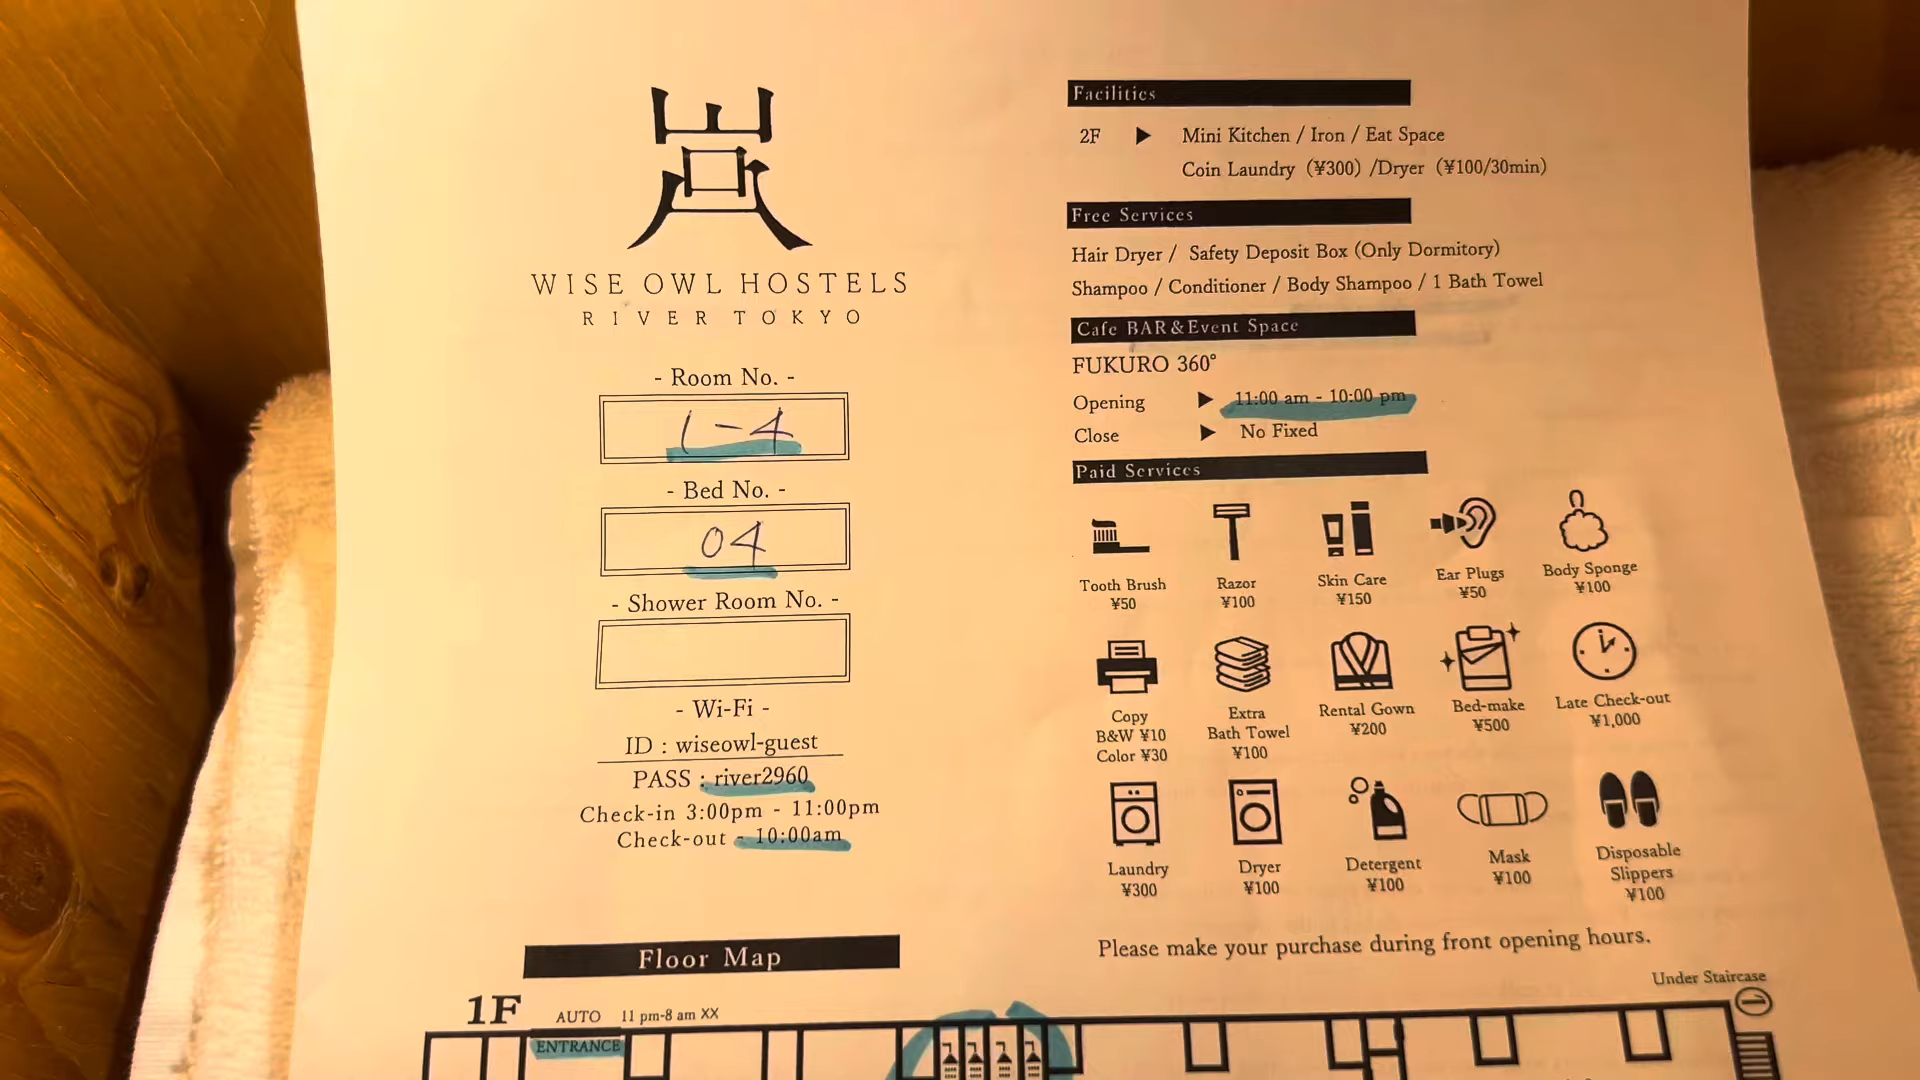 WISE OWL HOSTELS
RIVER TOKYO
- Room No. -
1-4
- Bed No. -
04
- Shower Room No. -
- Wi-Fi -
ID : wiseowl-guest
PASS : river2960
Check-in 3:00pm - 11:00pm
Check-out - 10:00am
Facilities
2F ▶ Mini Kitchen / Iron / Eat Space
Coin Laundry (¥300) /Dryer (¥100/30min)
Free Services
Hair Dryer / Safety Deposit Box (Only Dormitory)
Shampoo / Conditioner / Body Shampoo / 1 Bath Towel
Cafe BAR&Event Space
FUKURO 360°
Opening ▶ 11:00 am - 10:00 pm
Close ▶ No Fixed
Paid Services
Tooth Brush
¥50
Razor
¥100
Skin Care
¥150
Ear Plugs
¥50
Body Sponge
¥100
Copy
B&W ¥10
Color ¥30
Extra
Bath Towel
¥100
Rental Gown
¥200
Bed-make
¥500
Late Check-out
¥1,000
Laundry
¥300
Dryer
¥100
Detergent
¥100
Mask
¥100
Disposable
Slippers
¥100
Please make your purchase during front opening hours.
Floor Map
1F
AUTO 11 pm-8 am XX
ENTRANCE
Under Staircase